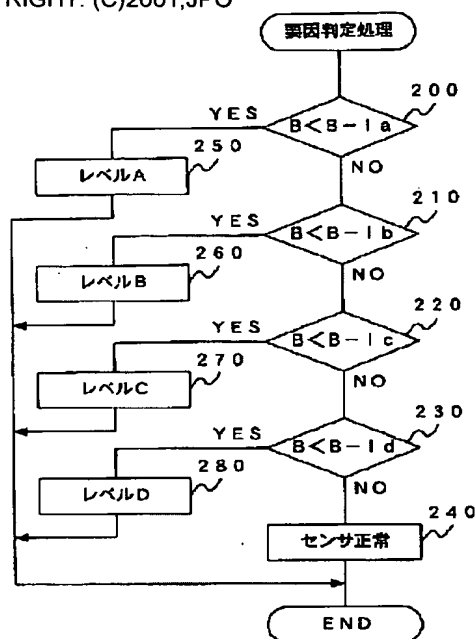 RIGHT: (C)2001,JPO
要因判定処理
200
YES
B<B-Ia
250
レベルA
NO
210
YES
B<B-Ib
260
レベルB
NO
220
YES
B<B-Ic
270
レベルC
NO
230
YES
B<B-Id
280
レベルD
NO
240
センサ正常
END